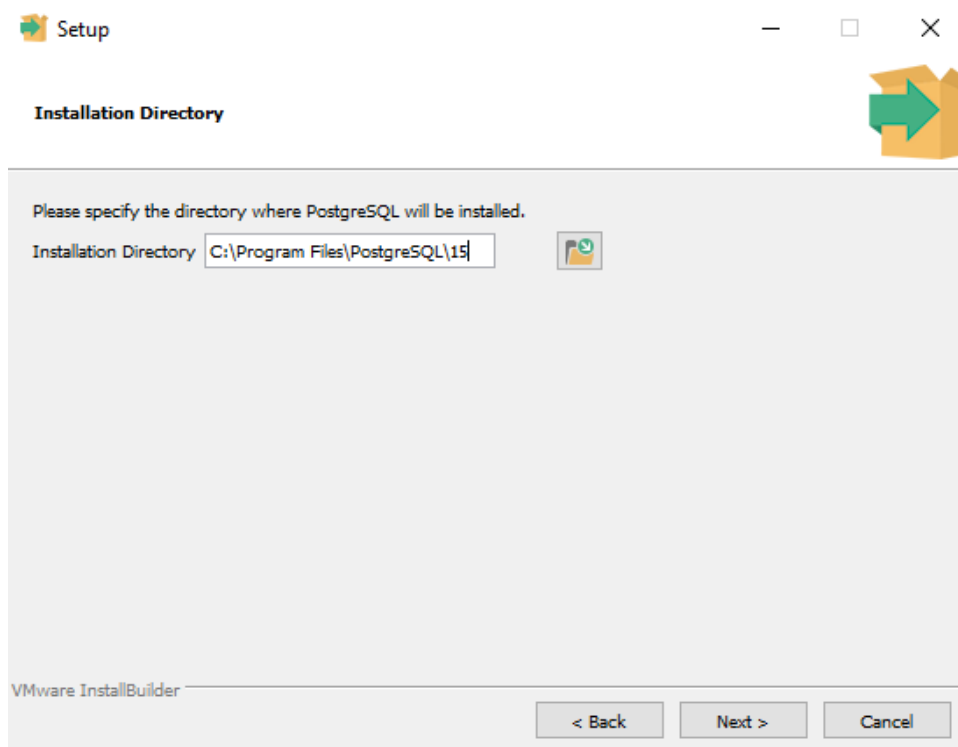 Setup
Installation Directory
Please specify the directory where PostgreSQL will be installed.
Installation Directory C:\Program Files\PostgreSQL\15
VMware InstallBuilder
< Back Next > Cancel